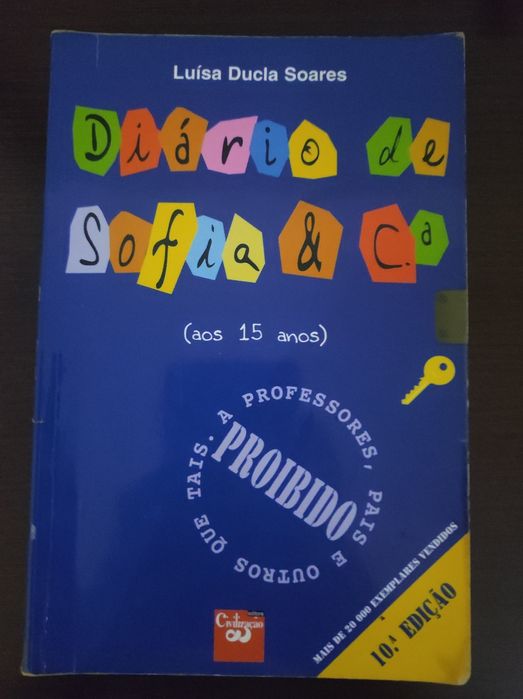 Luísa Ducla Soares
Diário de
Sofia & C.ª
(aos 15 anos)
A PROFESSORES, PAIS E OUTROS QUE TAIS.
PROIBIDO
Civilização
MAIS DE 20 000 EXEMPLARES VENDIDOS
10.ª EDIÇÃO